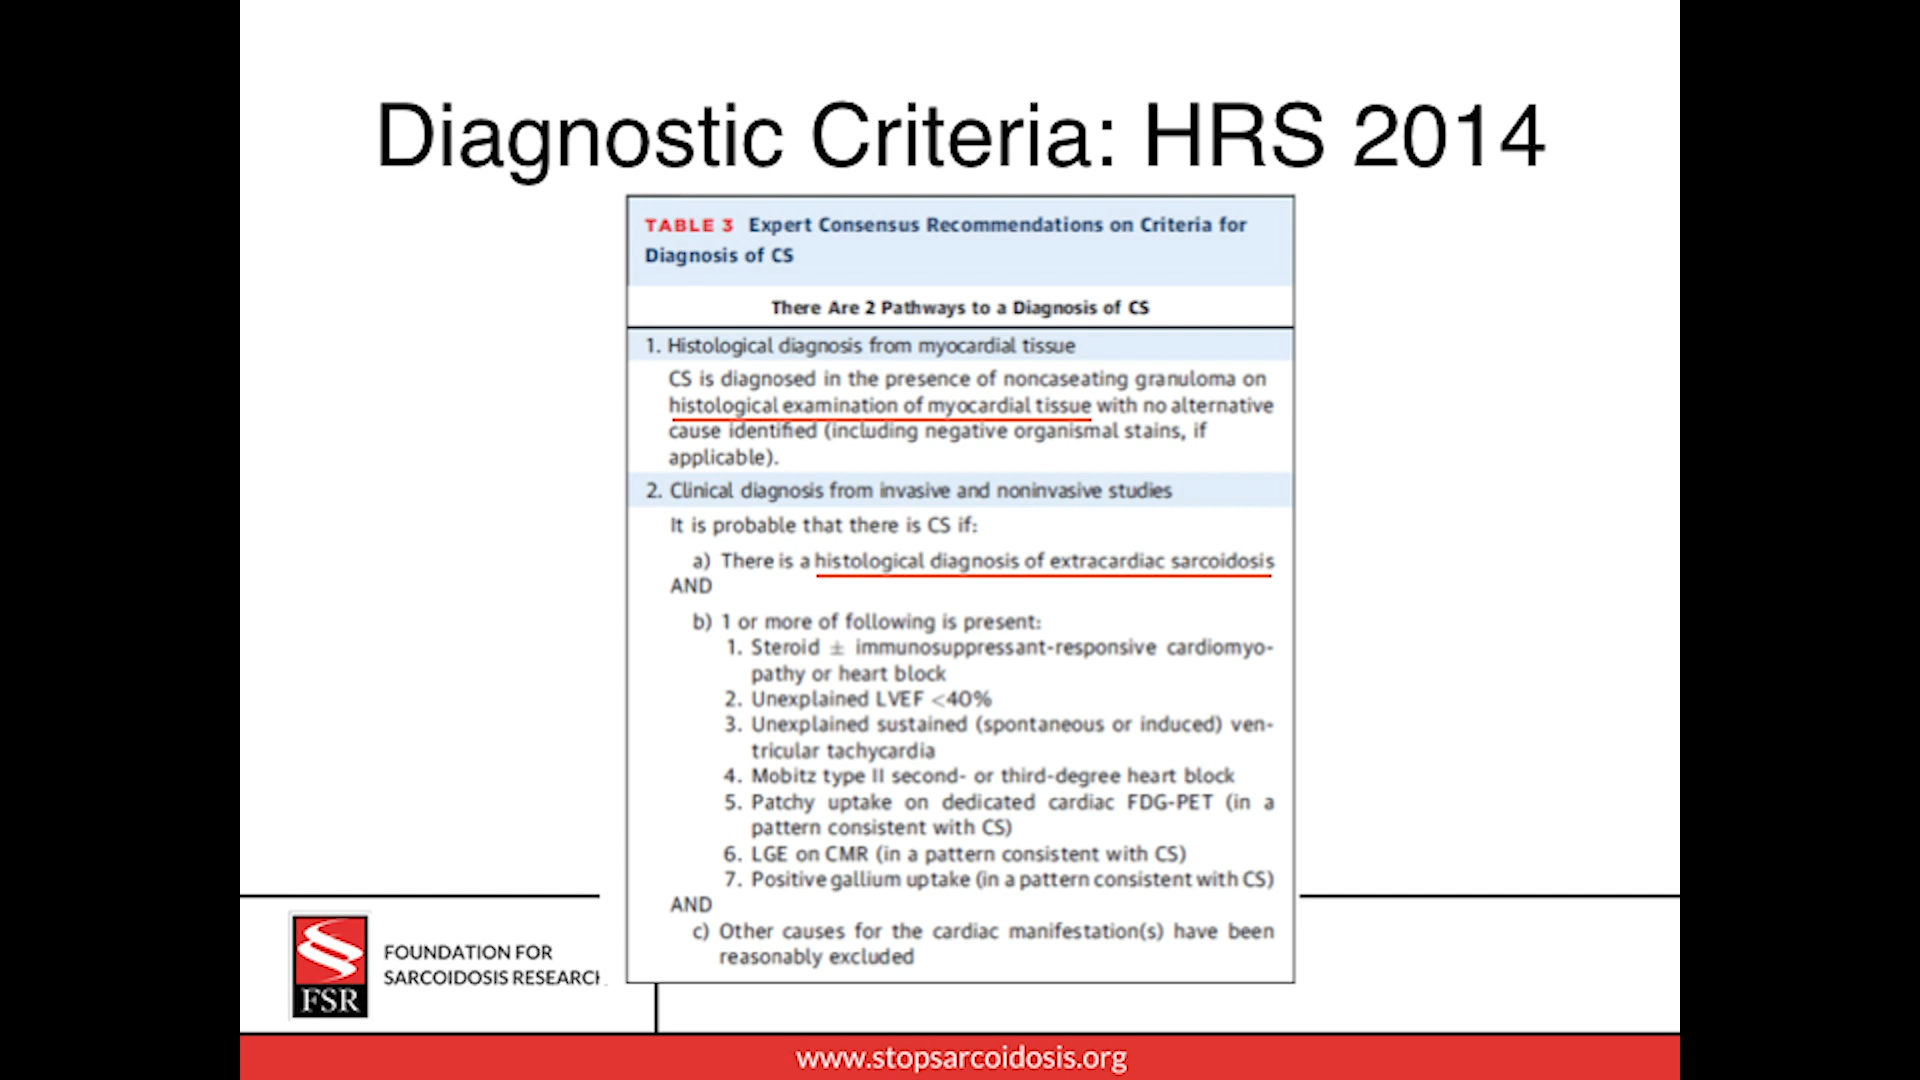 Diagnostic Criteria: HRS 2014
TABLE 3 Expert Consensus Recommendations on Criteria for
Diagnosis of CS
There Are 2 Pathways to a Diagnosis of CS
1. Histological diagnosis from myocardial tissue
CS is diagnosed in the presence of noncaseating granuloma on
histological examination of myocardial tissue with no alternative
cause identified (including negative organismal stains, if
applicable).
2. Clinical diagnosis from invasive and noninvasive studies
It is probable that there is CS if:
a) There is a histological diagnosis of extracardiac sarcoidosis
AND
b) 1 or more of following is present:
1. Steroid ± immunosuppressant-responsive cardiomyo-
pathy or heart block
2. Unexplained LVEF <40%
3. Unexplained sustained (spontaneous or induced) ven-
tricular tachycardia
4. Mobitz type II second- or third-degree heart block
5. Patchy uptake on dedicated cardiac FDG-PET (in a
pattern consistent with CS)
6. LGE on CMR (in a pattern consistent with CS)
7. Positive gallium uptake (in a pattern consistent with CS)
AND
c) Other causes for the cardiac manifestation(s) have been
reasonably excluded
FOUNDATION FOR
SARCOIDOSIS RESEARCH
FSR
www.stopsarcoidosis.org